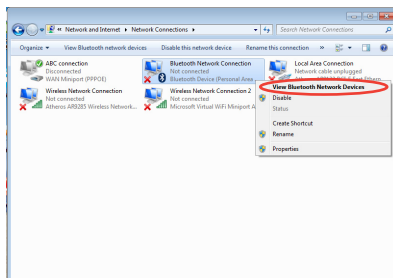 « Network and Internet ▸ Network Connections ▸
Search Network Connections
Organize
View Bluetooth network devices
Disable this network device
Rename this connection
»
ABC connection
Disconnected
WAN Miniport (PPPOE)
Bluetooth Network Connection
Not connected
Bluetooth Device (Personal Area
Local Area Connection
Network cable unplugged
Wireless Network Connection
Not connected
Atheros AR9285 Wireless Network...
Wireless Network Connection 2
Not connected
Microsoft Virtual WiFi Miniport A
View Bluetooth Network Devices
Disable
Status
Create Shortcut
Rename
Properties